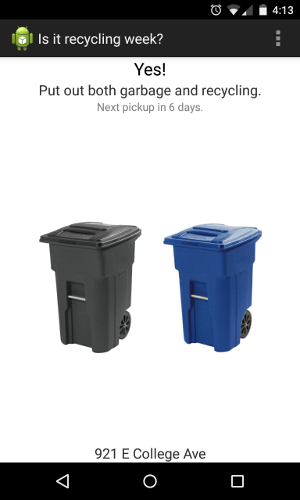 4:13
Is it recycling week?
Yes!
Put out both garbage and recycling.
Next pickup in 6 days.
921 E College Ave